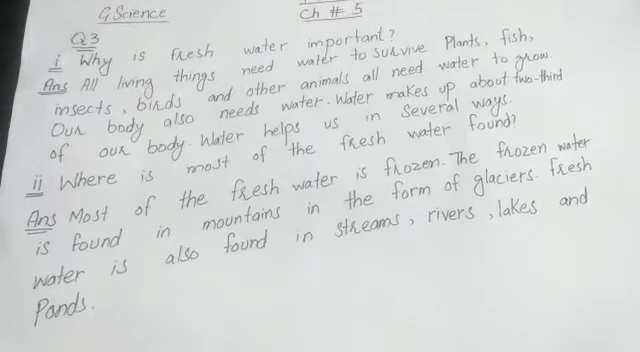 G.Science
Ch # 5
Q3
i Why is fresh water important?
Ans All living things need water to survive Plants, fish,
insects, birds and other animals all need water to grow.
Our body also needs water. Water makes up about two-third
of our body. Water helps us in several ways.
ii Where is most of the fresh water found?
Ans Most of the fresh water is frozen. The frozen water
is found in mountains in the form of glaciers. fresh
water is also found in streams, rivers, lakes and
Ponds.